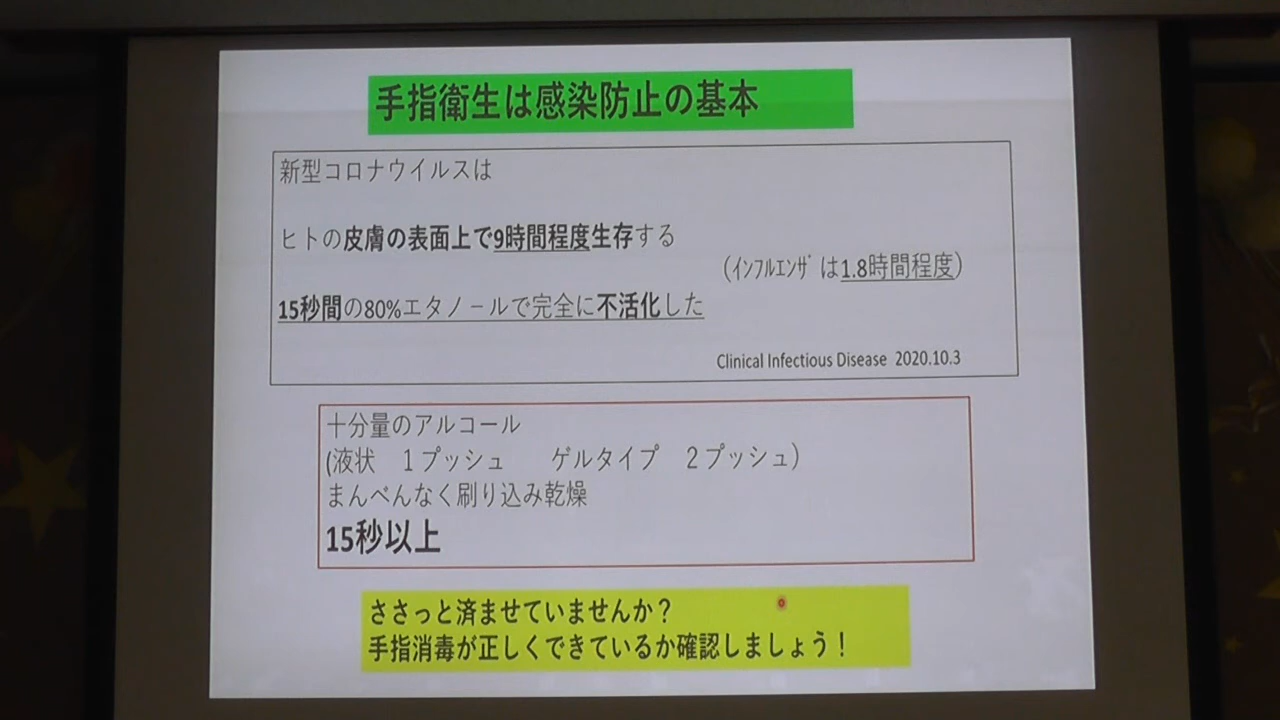 手指衛生は感染防止の基本
新型コロナウイルスは
ヒトの皮膚の表面上で9時間程度生存する
(ｲﾝﾌﾙｴﾝｻﾞは1.8時間程度)
15秒間の80%エタノールで完全に不活化した
Clinical Infectious Disease 2020.10.3
十分量のアルコール
(液状　１プッシュ　ゲルタイプ　２プッシュ)
まんべんなく刷り込み乾燥
15秒以上
ささっと済ませていませんか？
手指消毒が正しくできているか確認しましょう！